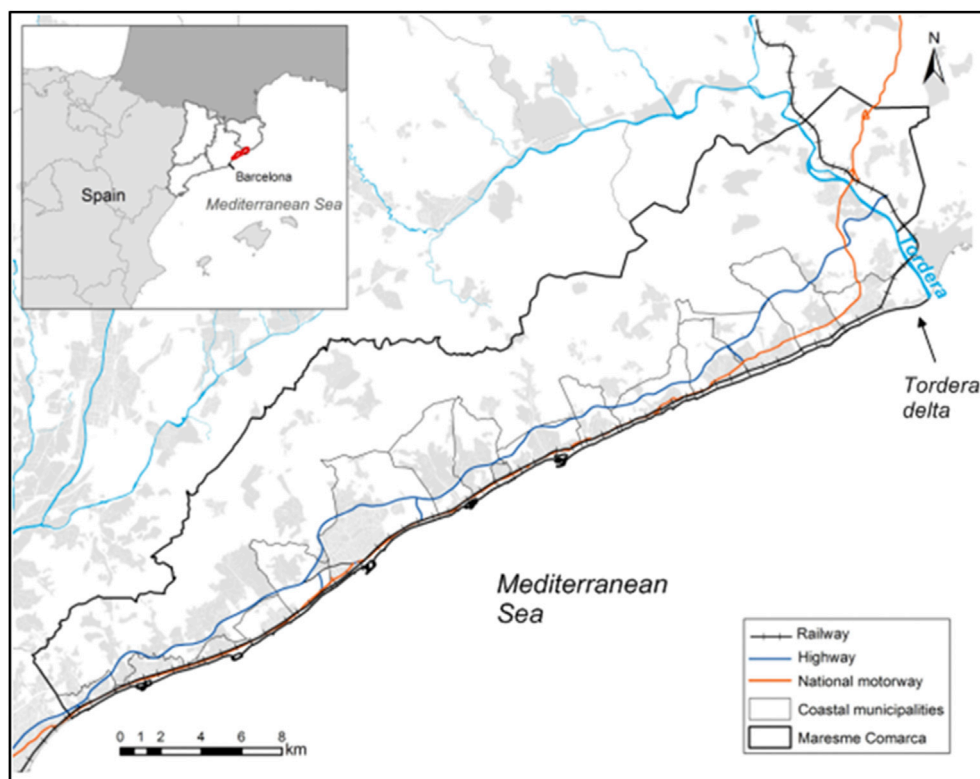 N
Barcelona
Spain
Mediterranean Sea
Tordera
Tordera
delta
Mediterranean
Sea
Railway
Highway
National motorway
Coastal municipalities
Maresme Comarca
0 1 2 4 6 8
km